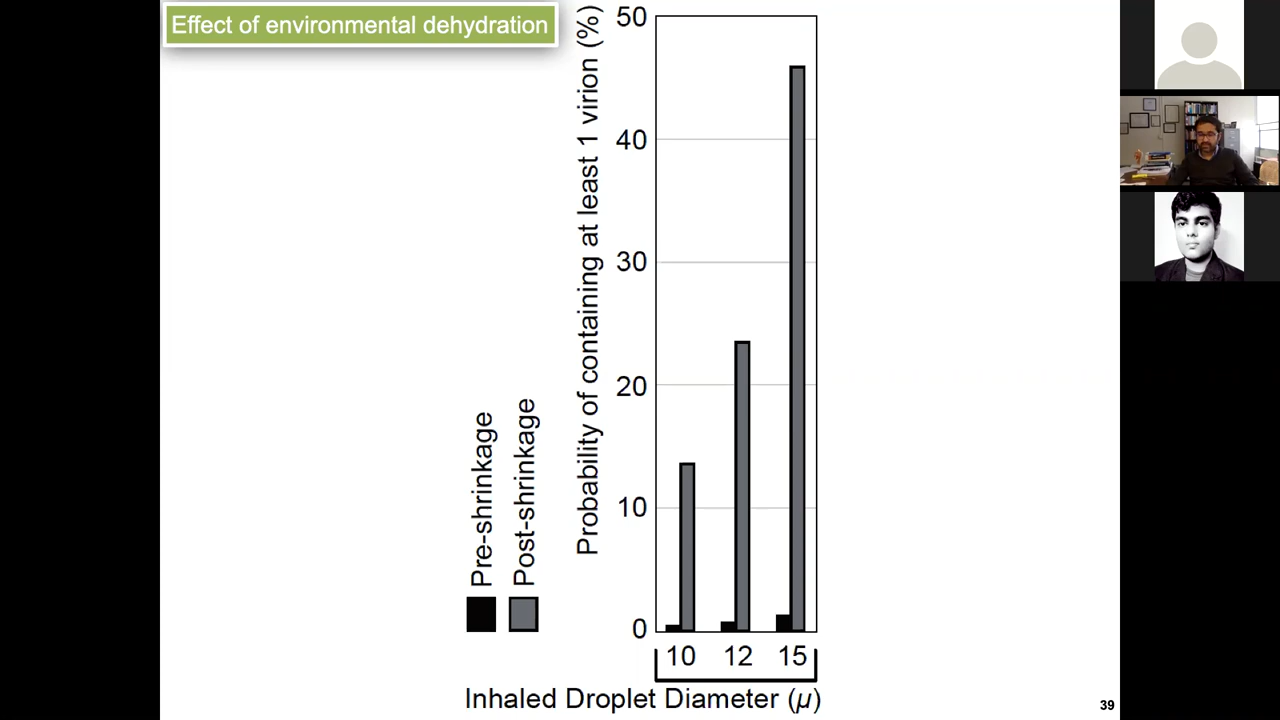 Effect of environmental dehydration
Probability of containing at least 1 virion (%)
50
40
30
20
10
0
Pre-shrinkage
Post-shrinkage
10 12 15
Inhaled Droplet Diameter (µ)
39